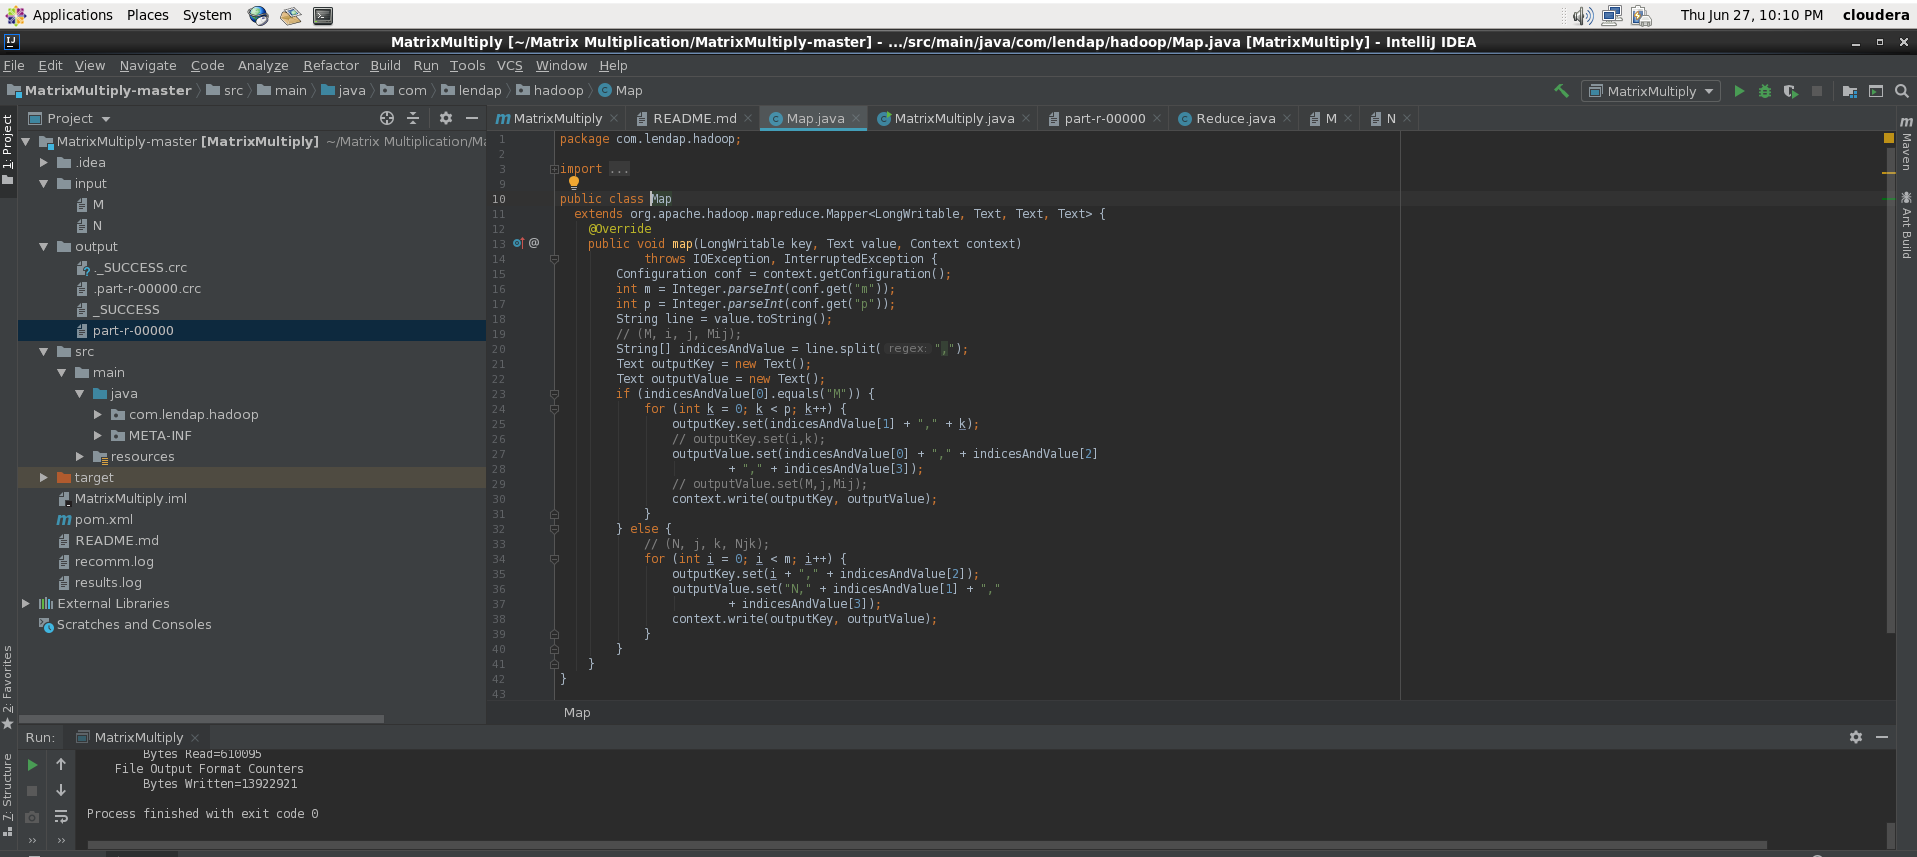 Applications Places System Thu Jun 27, 10:10 PM cloudera
MatrixMultiply [~/Matrix Multiplication/MatrixMultiply-master] - .../src/main/java/com/lendap/hadoop/Map.java [MatrixMultiply] - IntelliJ IDEA
File Edit View Navigate Code Analyze Refactor Build Run Tools VCS Window Help
MatrixMultiply-master src main java com lendap hadoop Map MatrixMultiply
1: Project
Project
MatrixMultiply-master [MatrixMultiply] ~/Matrix Multiplication/Ma
.idea
input
M
N
output
._SUCCESS.crc
.part-r-00000.crc
_SUCCESS
part-r-00000
src
main
java
com.lendap.hadoop
META-INF
resources
target
MatrixMultiply.iml
pom.xml
README.md
recomm.log
results.log
External Libraries
Scratches and Consoles
2: Favorites
7: Structure
MatrixMultiply README.md Map.java MatrixMultiply.java part-r-00000 Reduce.java M N
1 package com.lendap.hadoop;
2
3 import ...
9
10 public class Map
11 extends org.apache.hadoop.mapreduce.Mapper<LongWritable, Text, Text, Text> {
12 @Override
13 @ public void map(LongWritable key, Text value, Context context)
14 throws IOException, InterruptedException {
15 Configuration conf = context.getConfiguration();
16 int m = Integer.parseInt(conf.get("m"));
17 int p = Integer.parseInt(conf.get("p"));
18 String line = value.toString();
19 // (M, i, j, Mij);
20 String[] indicesAndValue = line.split( regex: ",");
21 Text outputKey = new Text();
22 Text outputValue = new Text();
23 if (indicesAndValue[0].equals("M")) {
24 for (int k = 0; k < p; k++) {
25 outputKey.set(indicesAndValue[1] + "," + k);
26 // outputKey.set(i,k);
27 outputValue.set(indicesAndValue[0] + "," + indicesAndValue[2]
28 + "," + indicesAndValue[3]);
29 // outputValue.set(M,j,Mij);
30 context.write(outputKey, outputValue);
31 }
32 } else {
33 // (N, j, k, Njk);
34 for (int i = 0; i < m; i++) {
35 outputKey.set(i + "," + indicesAndValue[2]);
36 outputValue.set("N," + indicesAndValue[1] + ","
37 + indicesAndValue[3]);
38 context.write(outputKey, outputValue);
39 }
40 }
41 }
42 }
43
Map
Maven
Ant Build
Run: MatrixMultiply
Bytes Read=610095
File Output Format Counters
Bytes Written=13922921
Process finished with exit code 0